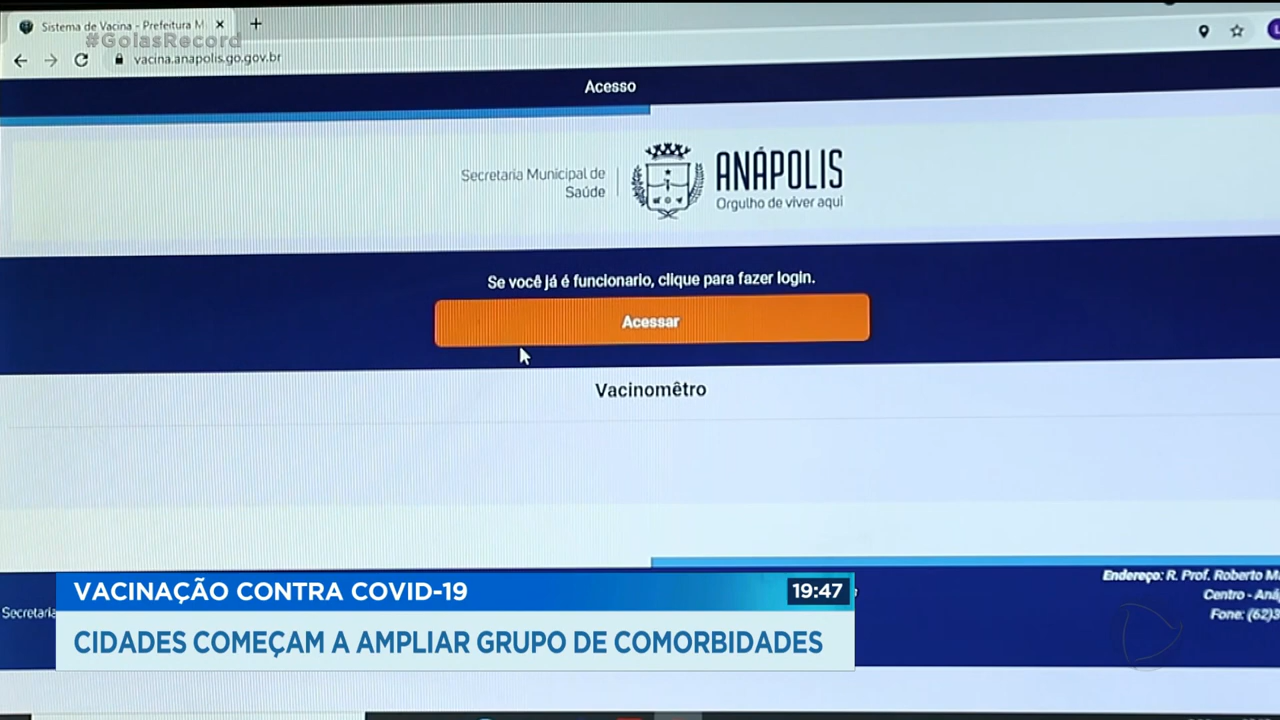 Sistema de Vacina - Prefeitura M
#GoiasRecord
vacina.anapolis.go.gov.br
Acesso
Secretaria Municipal de
Saúde
ANÁPOLIS
Orgulho de viver aqui
Se você já é funcionario, clique para fazer login.
Acessar
Vacinomêtro
Endereço: R. Prof. Roberto M
Centro - Aná
Fone: (62)3
Secretaria
VACINAÇÃO CONTRA COVID-19
19:47
CIDADES COMEÇAM A AMPLIAR GRUPO DE COMORBIDADES